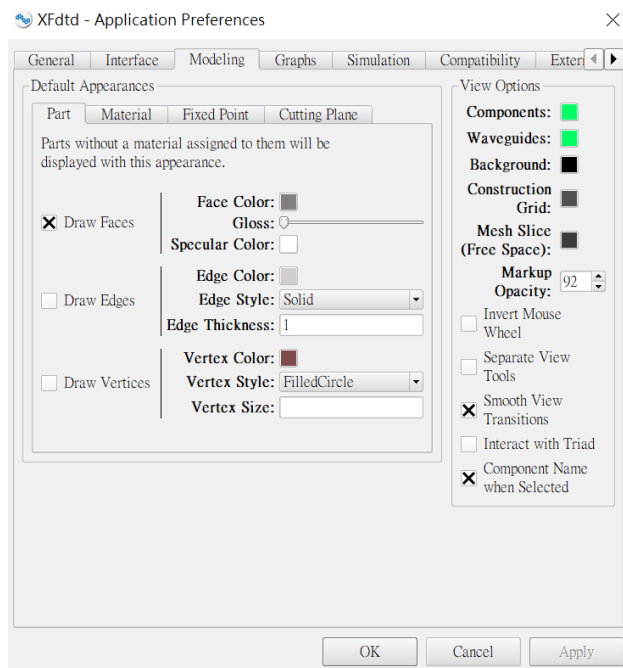 XFdtd - Application Preferences
General
Interface
Modeling
Graphs
Simulation
Compatibility
Exter
Default Appearances
Part
Material
Fixed Point
Cutting Plane
Parts without a material assigned to them will be
displayed with this appearance.
Draw Faces
Face Color:
Gloss:
Specular Color:
Draw Edges
Edge Color:
Edge Style: Solid
Edge Thickness: 1
Draw Vertices
Vertex Color:
Vertex Style: FilledCircle
Vertex Size:
View Options
Components:
Waveguides:
Background:
Construction
Grid:
Mesh Slice
(Free Space):
Markup
Opacity: 92
Invert Mouse
Wheel
Separate View
Tools
Smooth View
Transitions
Interact with Triad
Component Name
when Selected
OK
Cancel
Apply